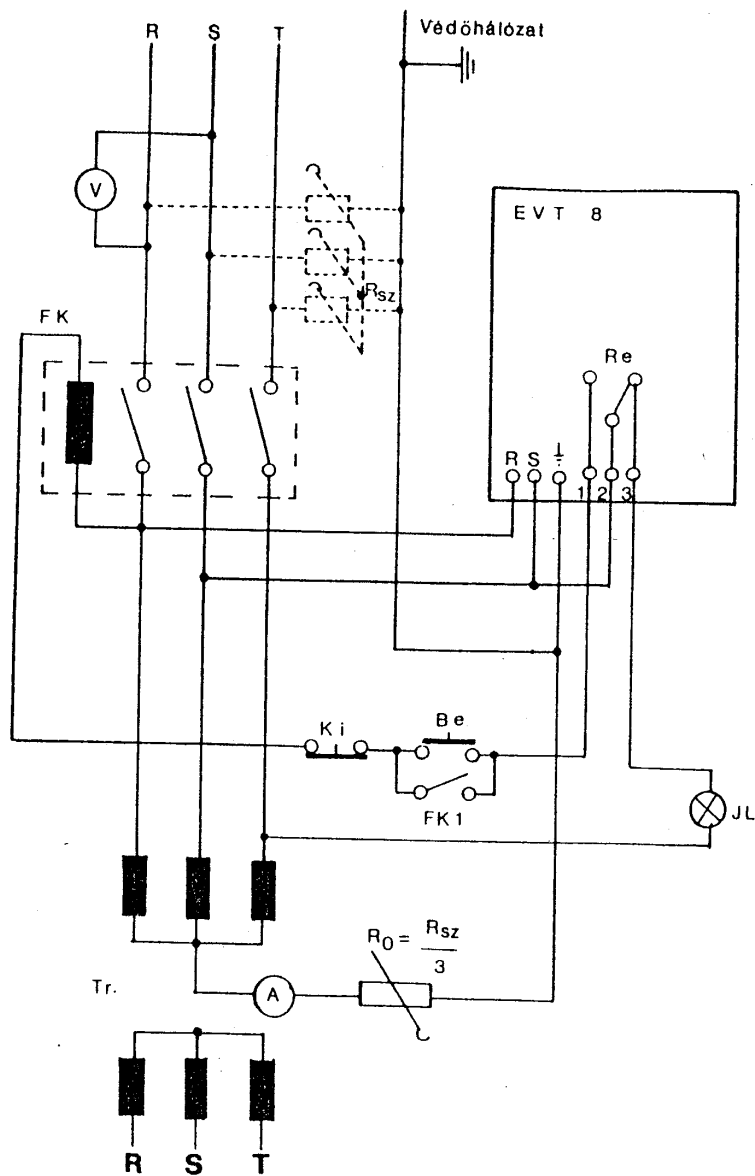 R S T
Védőhálózat
V
EVT 8
Rsz
FK
Re
R S 1 2 3
Ki
Be
FK1
JL
R0 = Rsz
3
Tr.
A
R S T